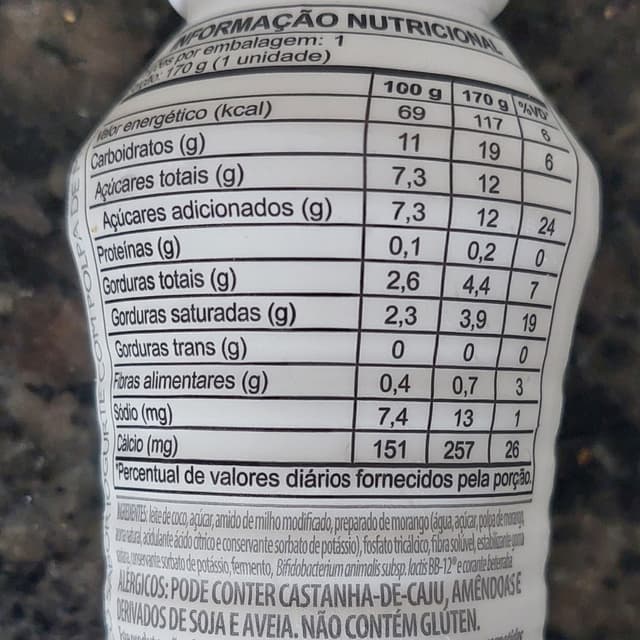 INFORMAÇÃO NUTRICIONAL
por embalagem: 1
170 g (1 unidade)
100 g 170 g %VD*
Valor energético (kcal) 69 117 6
Carboidratos (g) 11 19 6
Açúcares totais (g) 7,3 12
Açúcares adicionados (g) 7,3 12 24
Proteínas (g) 0,1 0,2 0
Gorduras totais (g) 2,6 4,4 7
Gorduras saturadas (g) 2,3 3,9 19
Gorduras trans (g) 0 0 0
Fibras alimentares (g) 0,4 0,7 3
Sódio (mg) 7,4 13 1
Cálcio (mg) 151 257 26
*Percentual de valores diários fornecidos pela porção.
INGREDIENTES: leite de coco, açúcar, amido de milho modificado, preparado de morango (água, açúcar, polpa de morango,
aroma natural, acidulante ácido cítrico e conservante sorbato de potássio), fosfato tricálcico, fibra solúvel, estabilizante
conservante sorbato de potássio, fermento, Bifidobacterium animalis subsp. lactis BB-12® e corante beterraba
ALÉRGICOS: PODE CONTER CASTANHA-DE-CAJU, AMÊNDOAS E
DERIVADOS DE SOJA E AVEIA. NÃO CONTÉM GLÚTEN.
IOGURTE COM POLPA DE